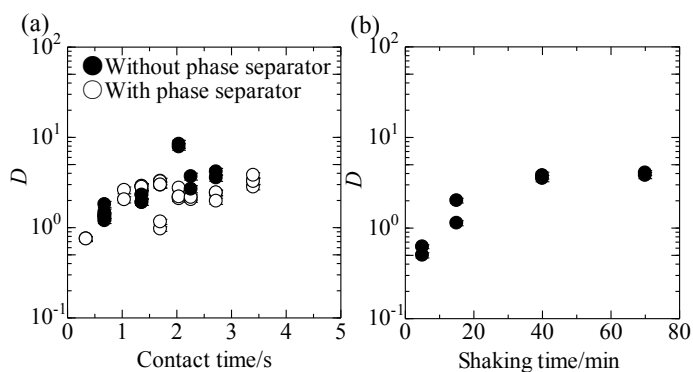 (a)
10²
Without phase separator
With phase separator
10¹
D
10⁰
10⁻¹
0 1 2 3 4 5
Contact time/s
(b)
10²
10¹
D
10⁰
10⁻¹
0 20 40 60 80
Shaking time/min